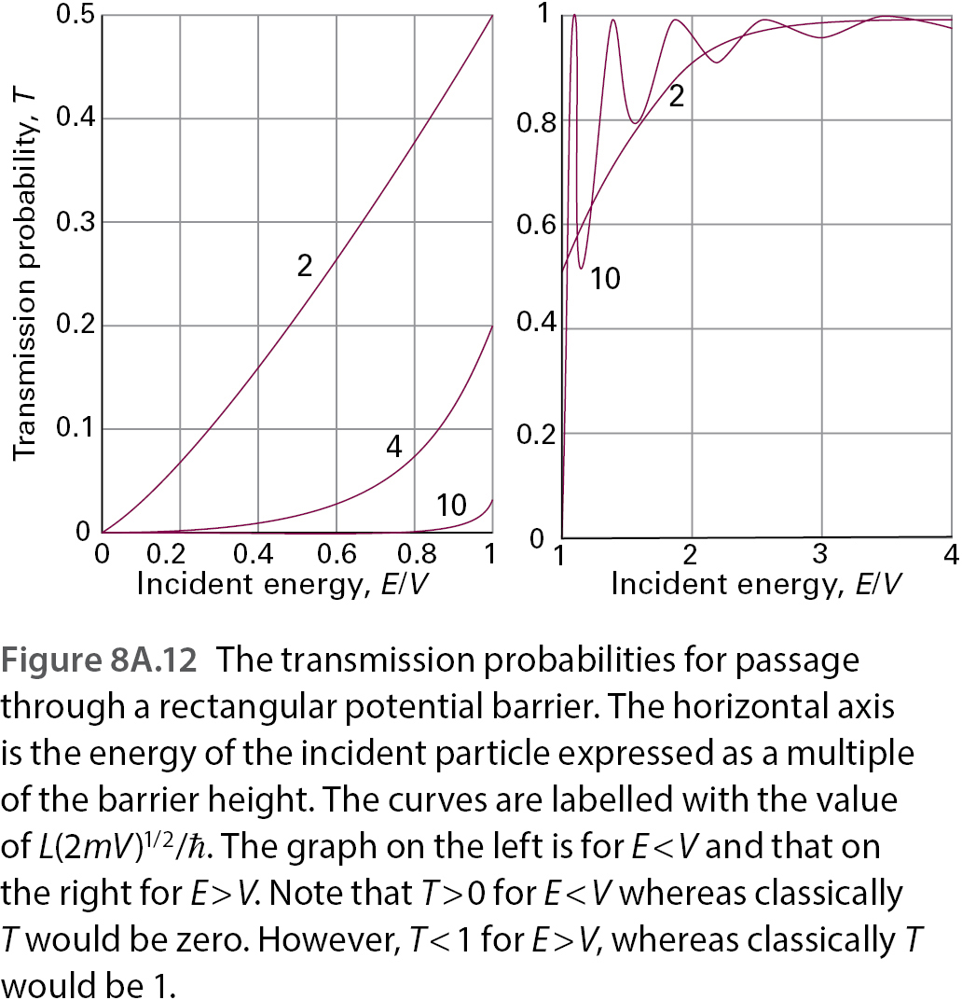 Transmission probability, T
0.5
0.4
0.3
0.2
0.1
0
2
4
10
0 0.2 0.4 0.6 0.8 1
Incident energy, E/V
1
0.8
0.6
0.4
0.2
0
2
10
1 2 3 4
Incident energy, E/V
Figure 8A.12 The transmission probabilities for passage
through a rectangular potential barrier. The horizontal axis
is the energy of the incident particle expressed as a multiple
of the barrier height. The curves are labelled with the value
of L(2mV)¹/²/ℏ. The graph on the left is for E < V and that on
the right for E > V. Note that T > 0 for E < V whereas classically
T would be zero. However, T < 1 for E > V, whereas classically T
would be 1.